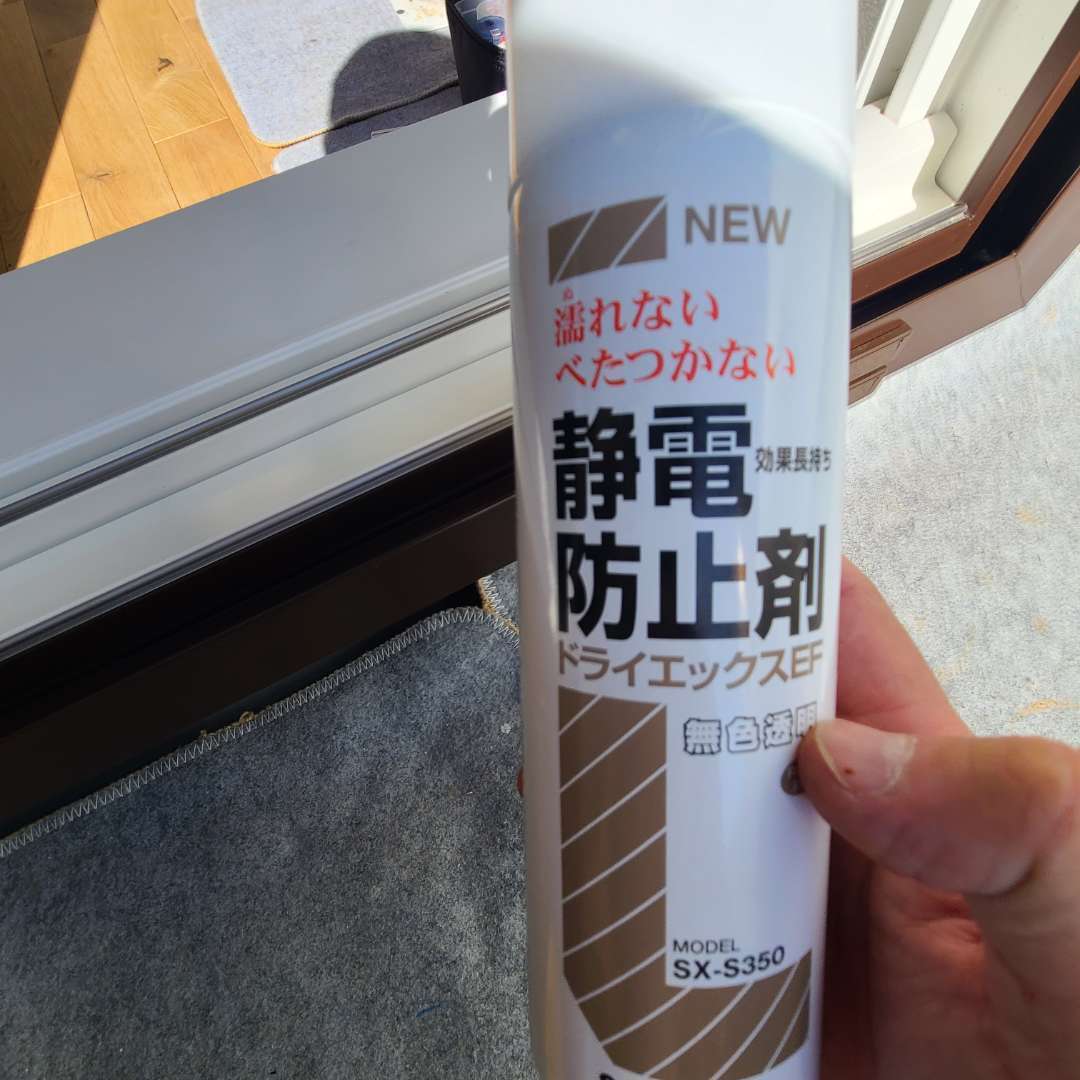 NEW
濡れない
べたつかない
静電
効果長持ち
防止剤
ドライエックスEF
無色透明
MODEL
SX-S350